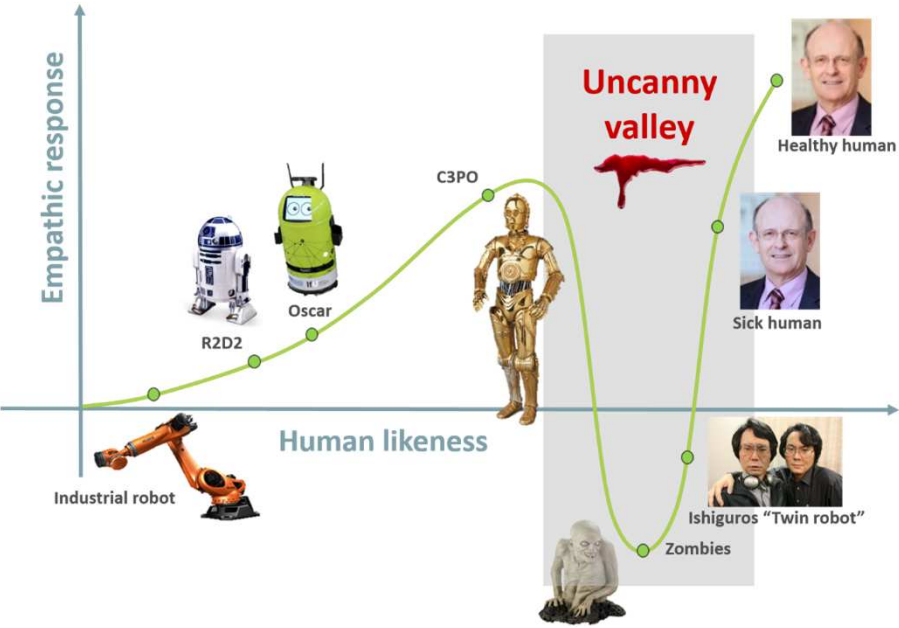 Empathic response
Uncanny
valley
Healthy human
C3PO
Oscar
Sick human
R2D2
Human likeness
Industrial robot
Ishiguros “Twin robot”
Zombies